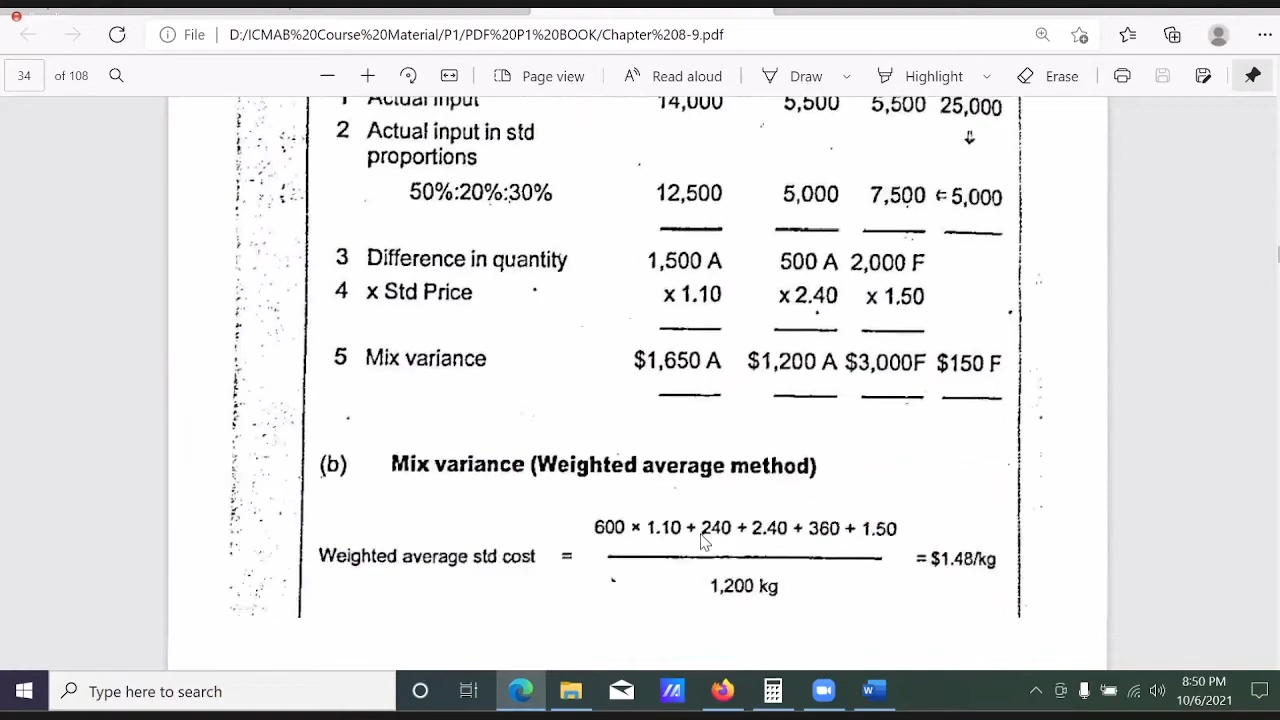 File D:/ICMAB%20Course%20Material/P1/PDF%20P1%20BOOK/Chapter%208-9.pdf
34 of 108 Page view Read aloud Draw Highlight Erase
1 Actual input 14,000 5,500 5,500 25,000
2 Actual input in std
proportions
50%:20%:30% 12,500 5,000 7,500 ⇐5,000
3 Difference in quantity 1,500 A 500 A 2,000 F
4 x Std Price x 1.10 x 2.40 x 1.50
5 Mix variance $1,650 A $1,200 A $3,000F $150 F
(b) Mix variance (Weighted average method)
600 × 1.10 + 240 + 2.40 + 360 + 1.50
Weighted average std cost = = $1.48/kg
1,200 kg
Type here to search
8:50 PM
10/6/2021